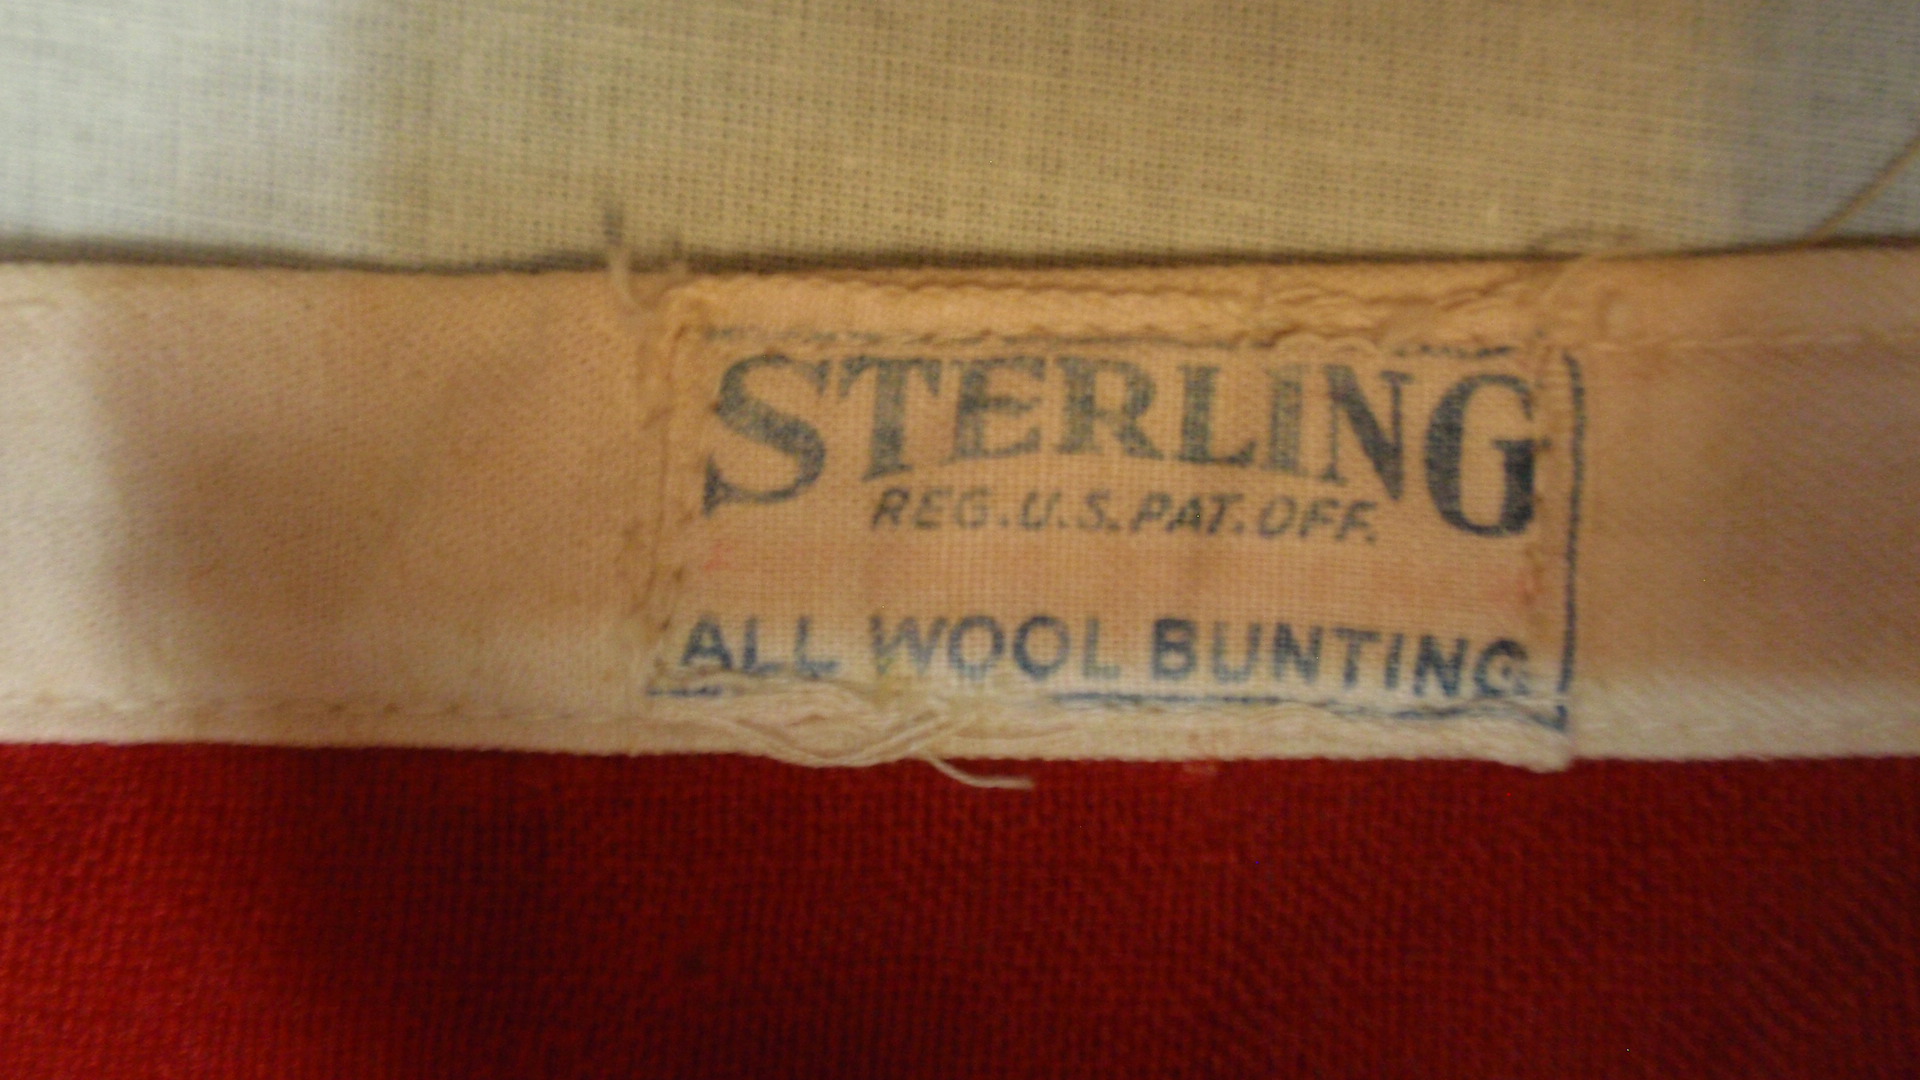 STERLING
REG. U.S. PAT. OFF.
ALL WOOL BUNTING